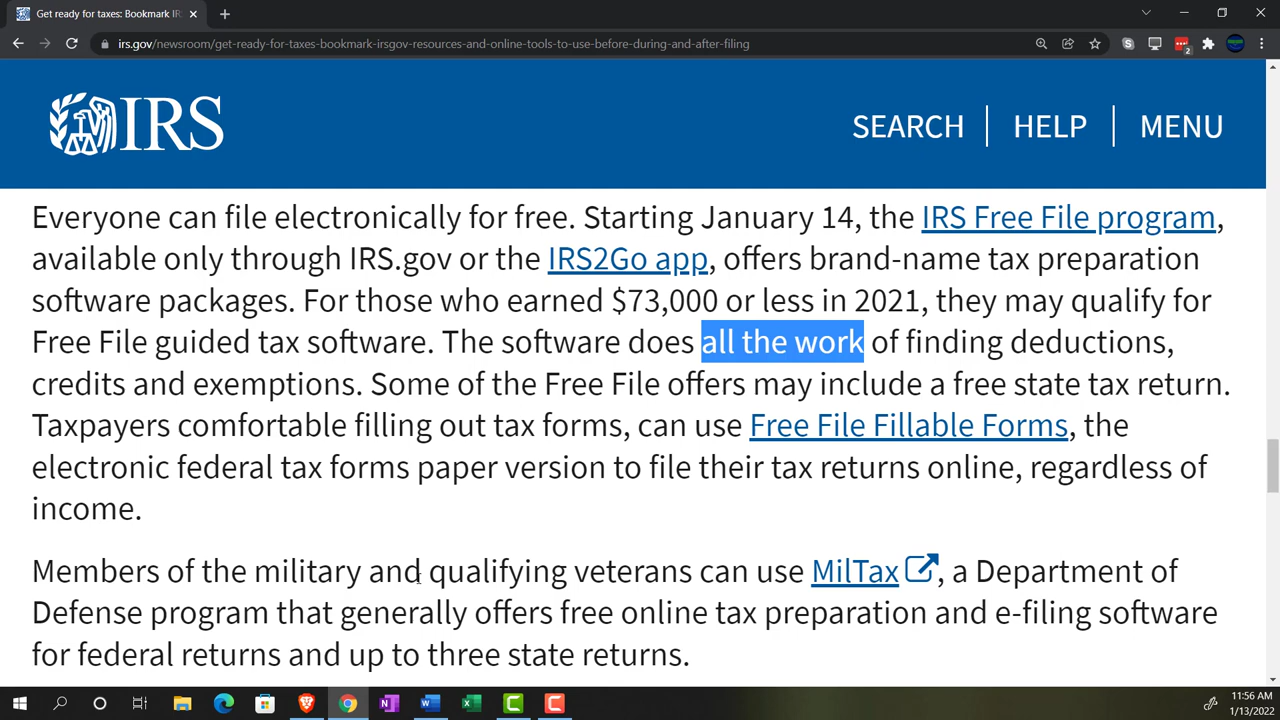 Get ready for taxes: Bookmark IR
irs.gov/newsroom/get-ready-for-taxes-bookmark-irsgov-resources-and-online-tools-to-use-before-during-and-after-filing
2
IRS
SEARCH
HELP
MENU
Everyone can file electronically for free. Starting January 14, the IRS Free File program,
available only through IRS.gov or the IRS2Go app, offers brand-name tax preparation
software packages. For those who earned $73,000 or less in 2021, they may qualify for
Free File guided tax software. The software does all the work of finding deductions,
credits and exemptions. Some of the Free File offers may include a free state tax return.
Taxpayers comfortable filling out tax forms, can use Free File Fillable Forms, the
electronic federal tax forms paper version to file their tax returns online, regardless of
income.
Members of the military and qualifying veterans can use MilTax, a Department of
Defense program that generally offers free online tax preparation and e-filing software
for federal returns and up to three state returns.
11:56 AM
1/13/2022